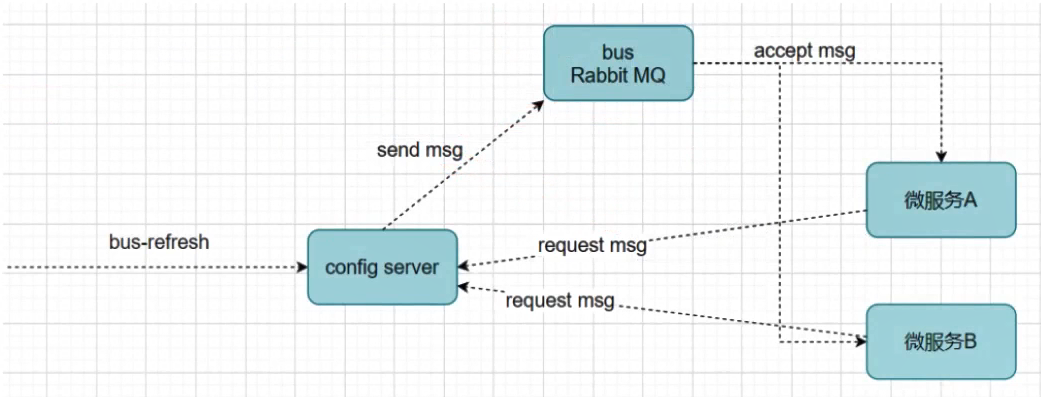 bus
Rabbit MQ
accept msg
send msg
微服务A
bus-refresh
request msg
config server
request msg
微服务B